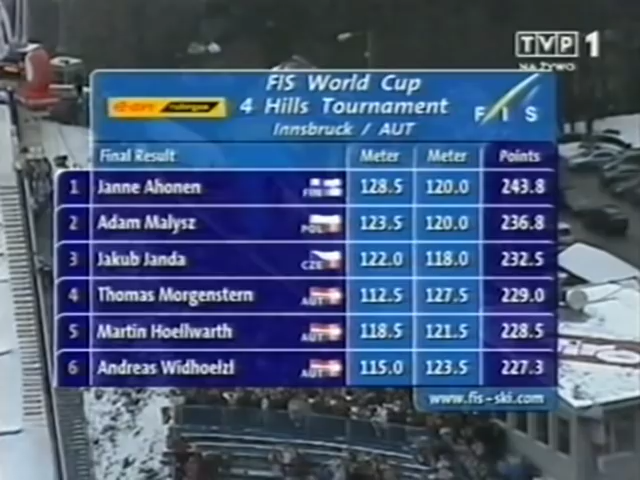 TVP 1
NA ŻYWO
FIS World Cup
4 Hills Tournament
FIS
Innsbruck / AUT
Final Result Meter Meter Points
1 Janne Ahonen FIN 128.5 120.0 243.8
2 Adam Malysz POL 123.5 120.0 236.8
3 Jakub Janda CZE 122.0 118.0 232.5
4 Thomas Morgenstern AUT 112.5 127.5 229.0
5 Martin Hoellwarth AUT 118.5 121.5 228.5
6 Andreas Widhoelzl AUT 115.0 123.5 227.3
www.fis-ski.com